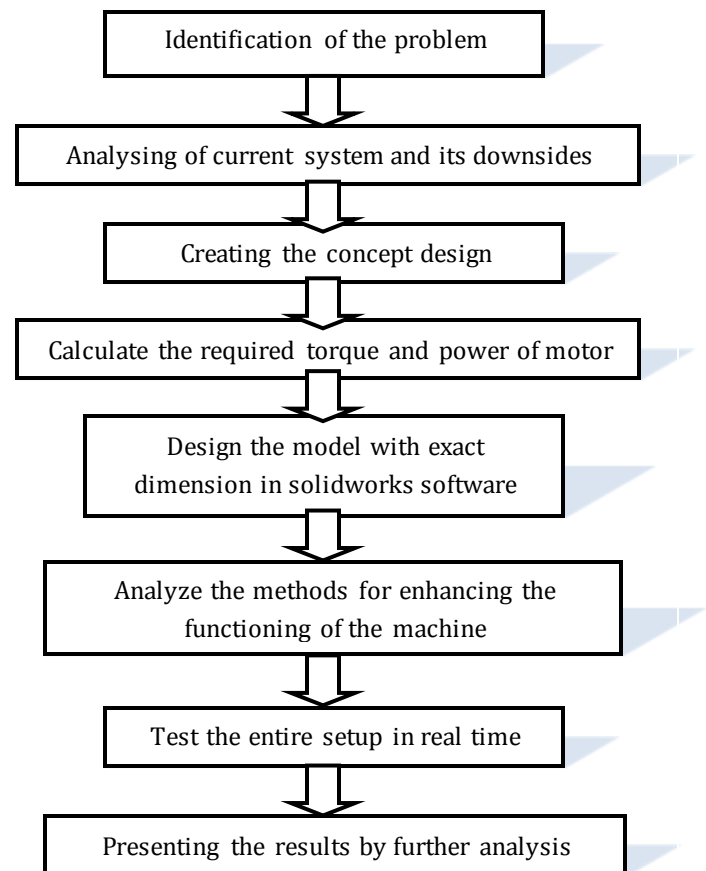 Identification of the problem
Analysing of current system and its downsides
Creating the concept design
Calculate the required torque and power of motor
Design the model with exact
dimension in solidworks software
Analyze the methods for enhancing the
functioning of the machine
Test the entire setup in real time
Presenting the results by further analysis